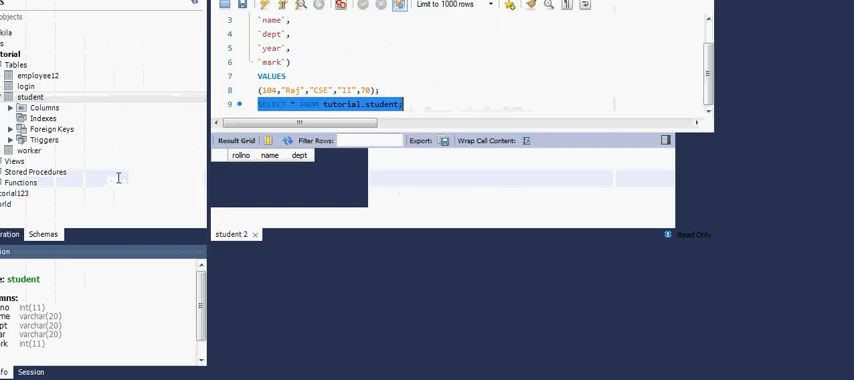 objects
kila
s
torial
Tables
employee12
login
student
Columns
Indexes
Foreign Keys
Triggers
worker
Views
Stored Procedures
Functions
torial123
orld
ration Schemas
ion
e: student
mns:
no int(11)
me varchar(20)
pt varchar(20)
ar varchar(20)
rk int(11)
nfo Session
Limit to 1000 rows
3 `name`,
4 `dept`,
5 `year`,
6 `mark`)
7 VALUES
8 (104,"Raj","CSE","II",70);
9 SELECT * FROM tutorial.student;
Result Grid Filter Rows: Export: Wrap Cell Content:
rollno name dept
student 2
Read Only